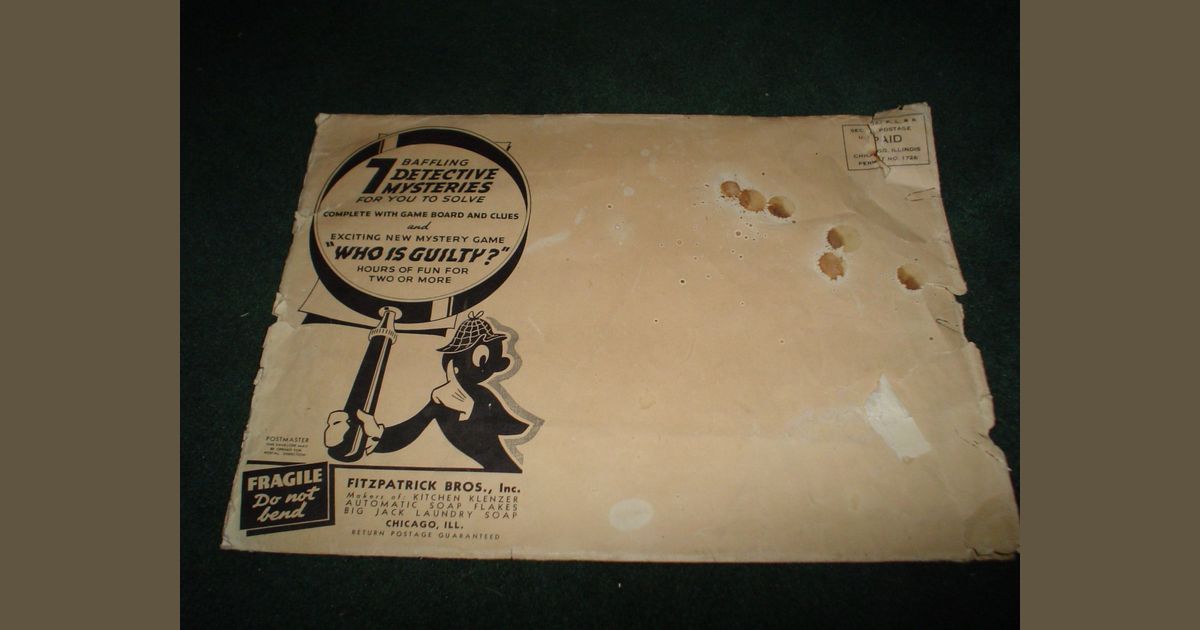 7 BAFFLING
DETECTIVE
MYSTERIES
FOR YOU TO SOLVE
COMPLETE WITH GAME BOARD AND CLUES
and
EXCITING NEW MYSTERY GAME
"WHO IS GUILTY?"
HOURS OF FUN FOR
TWO OR MORE
POSTAGE
PAID
ILLINOIS
NO. 1726
POSTMASTER
FRAGILE
Do not
bend
FITZPATRICK BROS., Inc.
Makers of: KITCHEN KLENZER
AUTOMATIC SOAP FLAKES
BIG JACK LAUNDRY SOAP
CHICAGO, ILL.
RETURN POSTAGE GUARANTEED